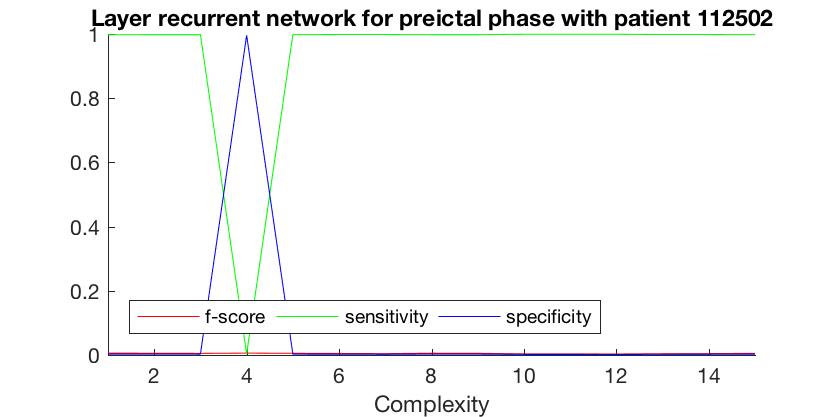 Layer recurrent network for preictal phase with patient 112502
1
0.8
0.6
0.4
0.2
0
f-score sensitivity specificity
2 4 6 8 10 12 14
Complexity